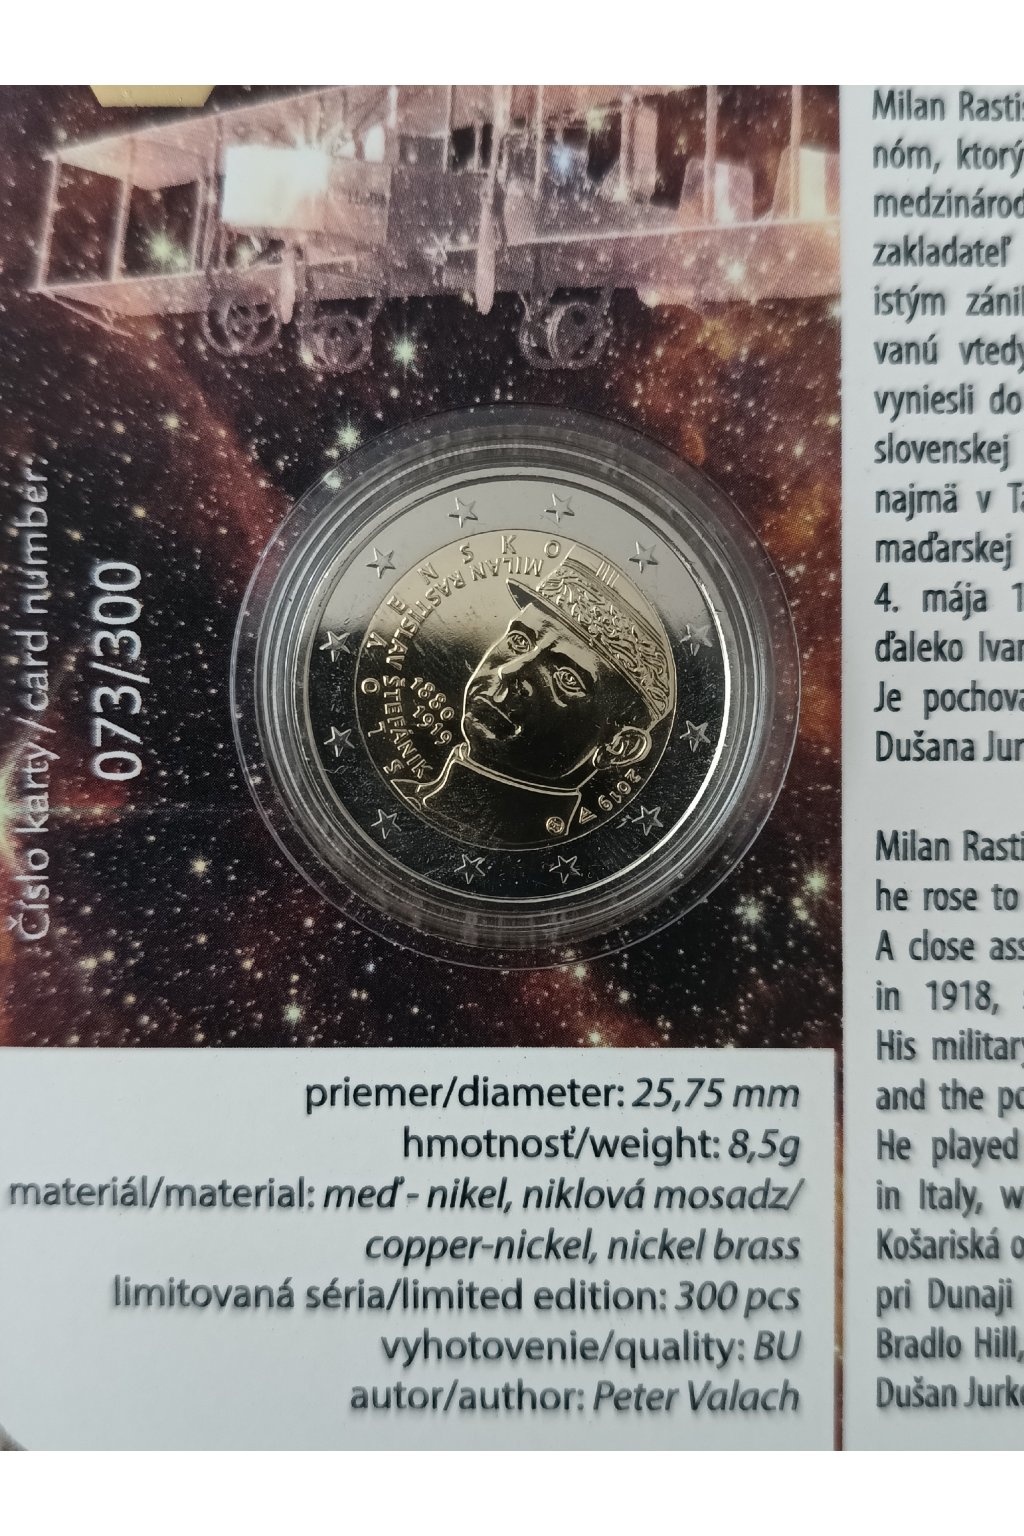 Číslo karty / card number:
073/300
SLOVENSKO
MILAN RASTISLAV ŠTEFÁNIK
1880
1919
2019
priemer/diameter: 25,75 mm
hmotnosť/weight: 8,5g
materiál/material: meď - nikel, niklová mosadz/
copper-nickel, nickel brass
limitovaná séria/limited edition: 300 pcs
vyhotovenie/quality: BU
autor/author: Peter Valach
Milan Rasti
nóm, ktorý
medzinárod
zakladateľ
istým zánik
vanú vtedy
vyniesli do
slovenskej
najmä v Ta
maďarskej
4. mája 1
ďaleko Ivan
Je pochova
Dušana Jur
Milan Rasti
he rose to
A close ass
in 1918,
His military
and the po
He played
in Italy, w
Košariská o
pri Dunaji
Bradlo Hill,
Dušan Jurk